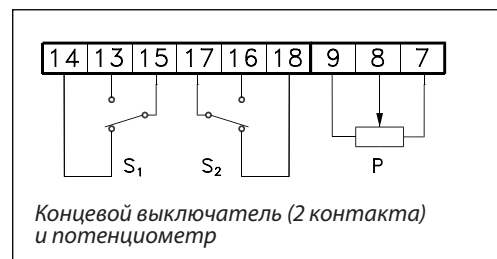 14 13 15 17 16 18 9 8 7
S₁ S₂ P
Концевой выключатель (2 контакта)
и потенциометр